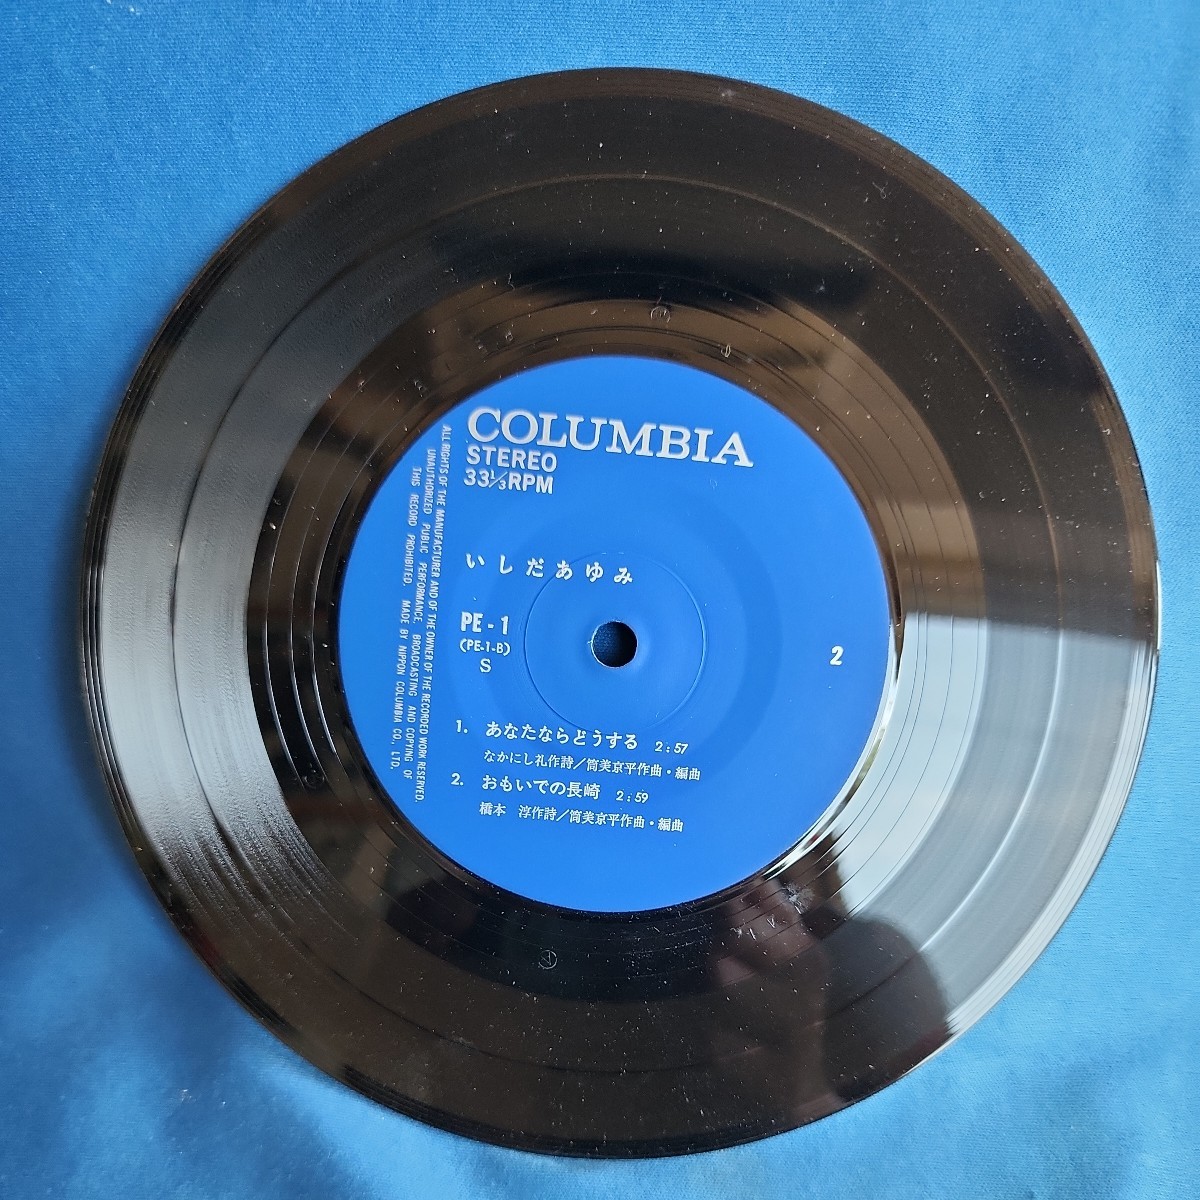 COLUMBIA
STEREO
33 1/3 RPM
いしだあゆみ
PE-1
(PE-1-B)
S
2
1. あなたならどうする 2:57
なかにし礼作詩/筒美京平作曲・編曲
2. おもいでの長崎 2:59
橋本 淳作詩/筒美京平作曲・編曲
ALL RIGHTS OF THE MANUFACTURER AND OF THE OWNER OF THE RECORDED WORK RESERVED.
UNAUTHORIZED PUBLIC PERFORMANCE, BROADCASTING AND COPYING OF
THIS RECORD PROHIBITED. MADE BY NIPPON COLUMBIA CO., LTD.